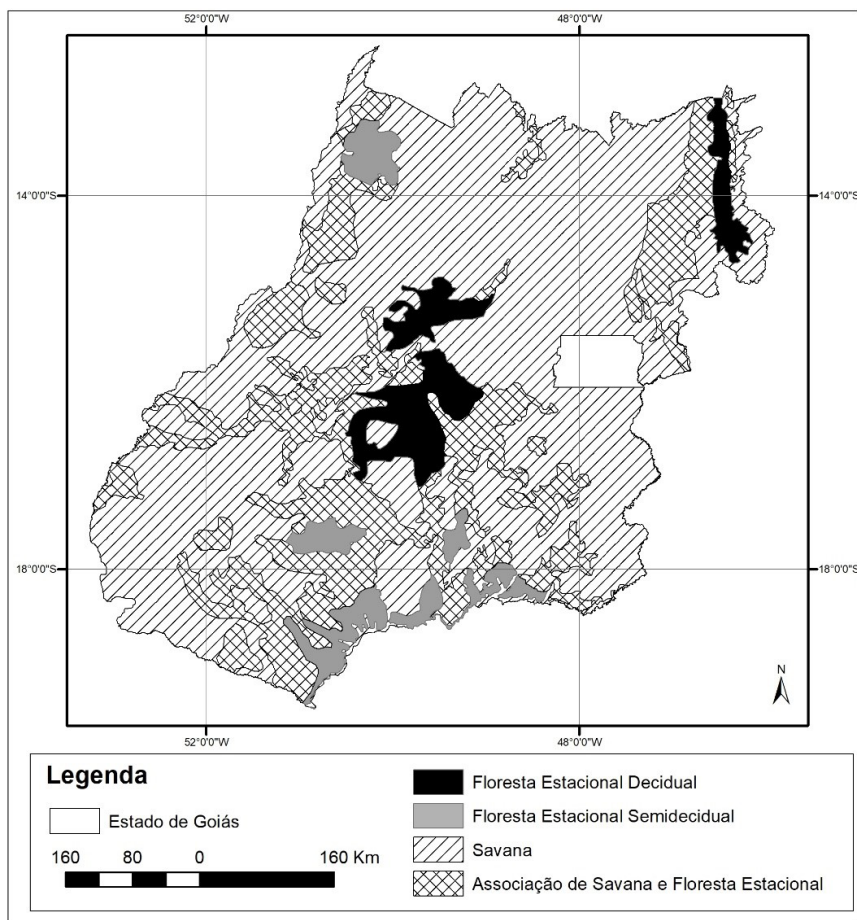 52°0'0"W 48°0'0"W
14°0'0"S 14°0'0"S
18°0'0"S 18°0'0"S
N
52°0'0"W 48°0'0"W
Legenda
Estado de Goiás
160 80 0 160 Km
Floresta Estacional Decidual
Floresta Estacional Semidecidual
Savana
Associação de Savana e Floresta Estacional